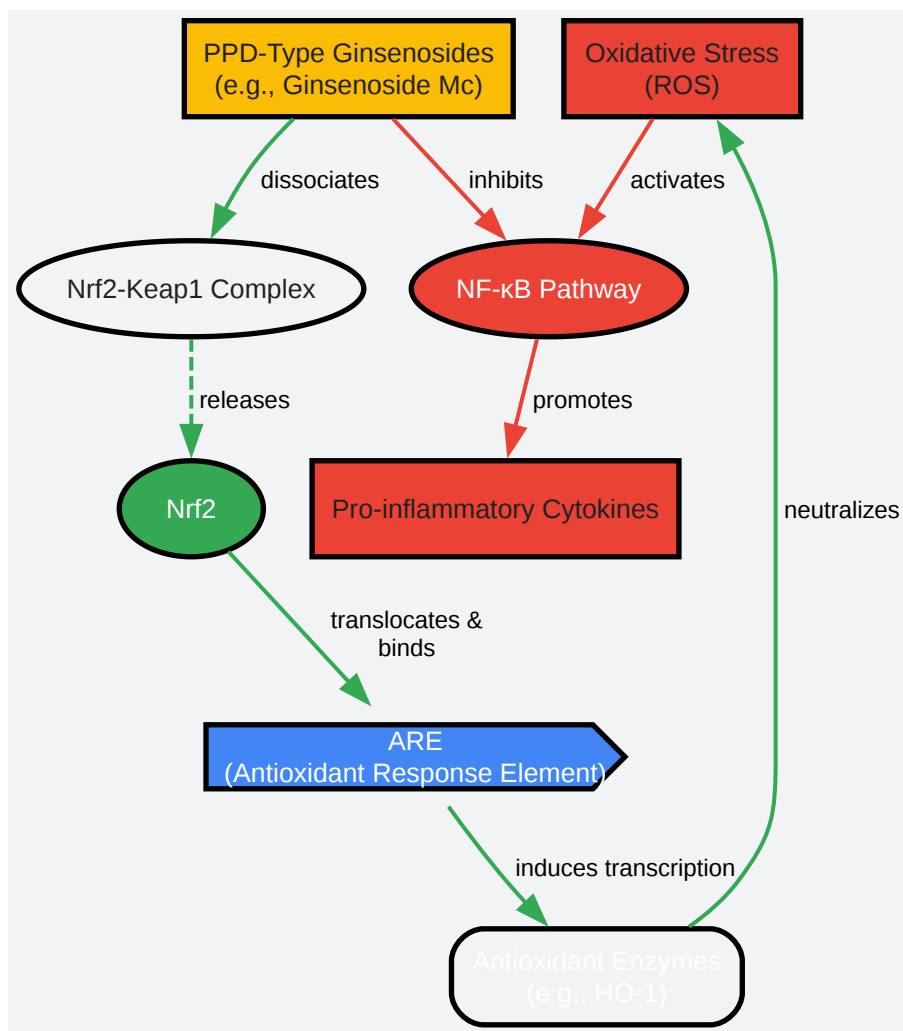 PPD-Type Ginsenosides
(e.g., Ginsenoside Mc)
Oxidative Stress
(ROS)
dissociates
inhibits
activates
Nrf2-Keap1 Complex
NF-κB Pathway
releases
promotes
Nrf2
Pro-inflammatory Cytokines
neutralizes
translocates &
binds
ARE
(Antioxidant Response Element)
induces transcription
Antioxidant Enzymes
(e.g., HO-1)